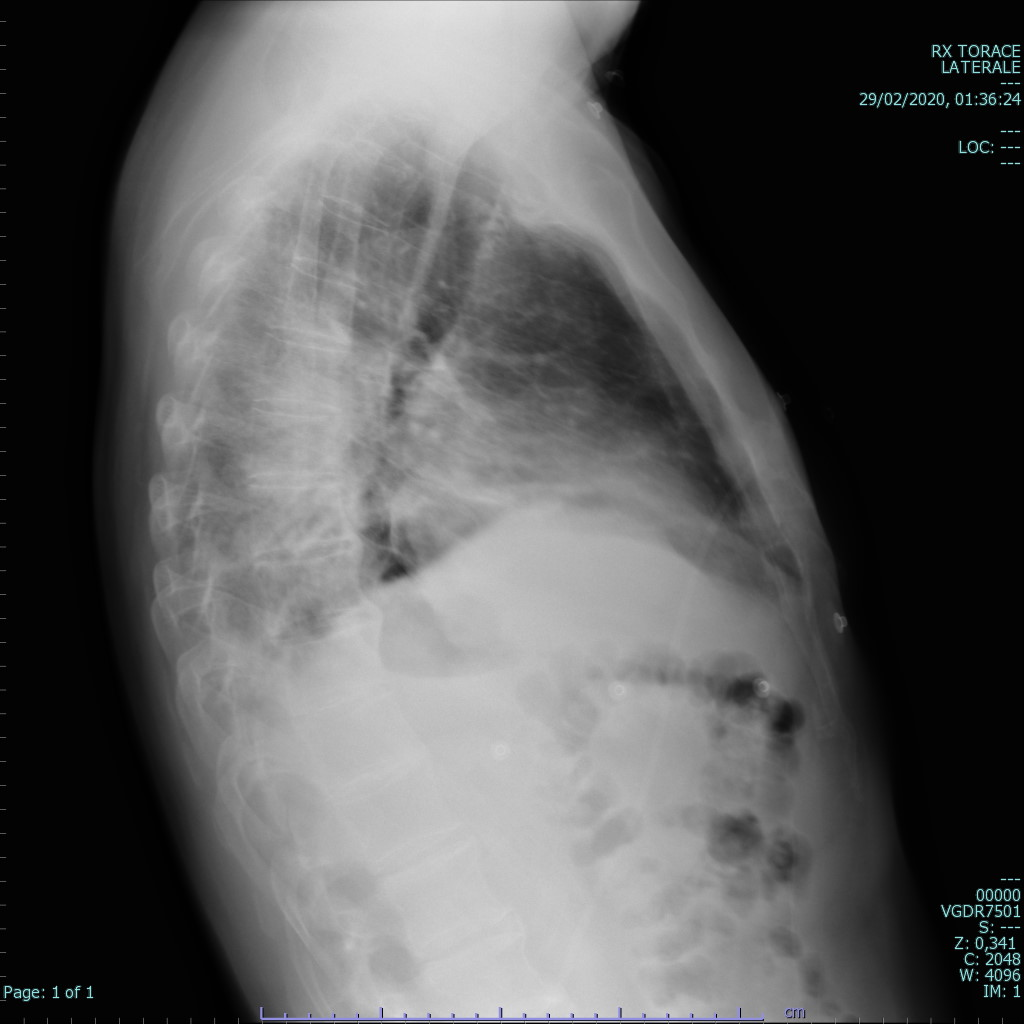 RX TORACE
LATERALE
---
29/02/2020, 01:36:24
---
LOC: ---
---
---
00000
VGDR7501
S: ---
Z: 0,341
C: 2048
W: 4096
IM: 1
Page: 1 of 1
cm